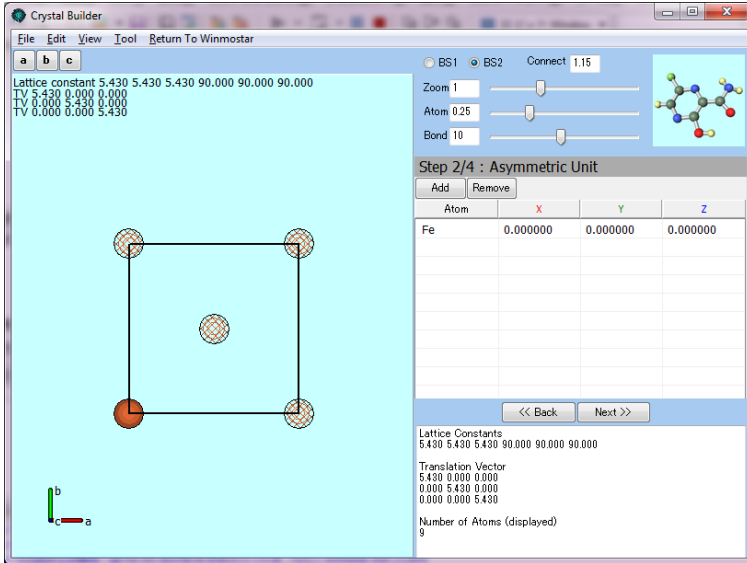 Crystal Builder
File Edit View Tool Return To Winmostar
a b c
Lattice constant 5.430 5.430 5.430 90.000 90.000 90.000
TV 5.430 0.000 0.000
TV 0.000 5.430 0.000
TV 0.000 0.000 5.430
b
c a
BS1 BS2 Connect 1.15
Zoom 1
Atom 0.25
Bond 10
Step 2/4 : Asymmetric Unit
Add Remove
Atom X Y Z
Fe 0.000000 0.000000 0.000000
<< Back Next >>
Lattice Constants
5.430 5.430 5.430 90.000 90.000 90.000
Translation Vector
5.430 0.000 0.000
0.000 5.430 0.000
0.000 0.000 5.430
Number of Atoms (displayed)
9